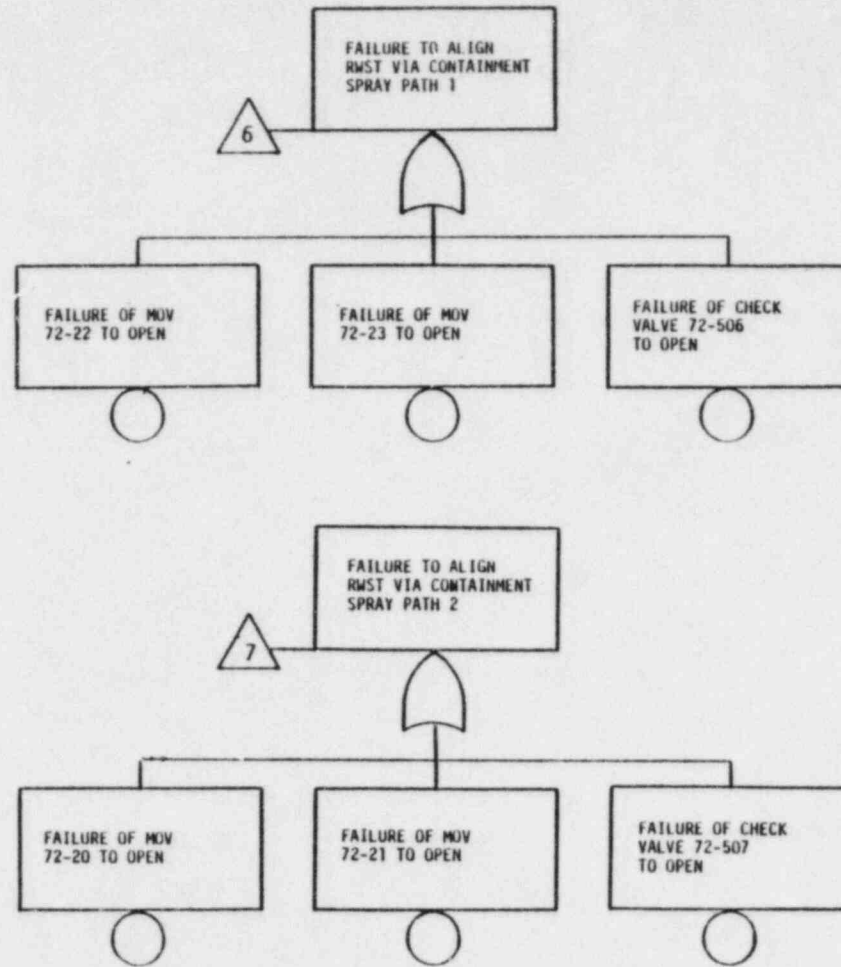 FAILURE TO ALIGN
RWST VIA CONTAINMENT
SPRAY PATH 1
6
FAILURE OF MOV
72-22 TO OPEN
FAILURE OF MOV
72-23 TO OPEN
FAILURE OF CHECK
VALVE 72-506
TO OPEN
FAILURE TO ALIGN
RWST VIA CONTAINMENT
SPRAY PATH 2
7
FAILURE OF MOV
72-20 TO OPEN
FAILURE OF MOV
72-21 TO OPEN
FAILURE OF CHECK
VALVE 72-507
TO OPEN